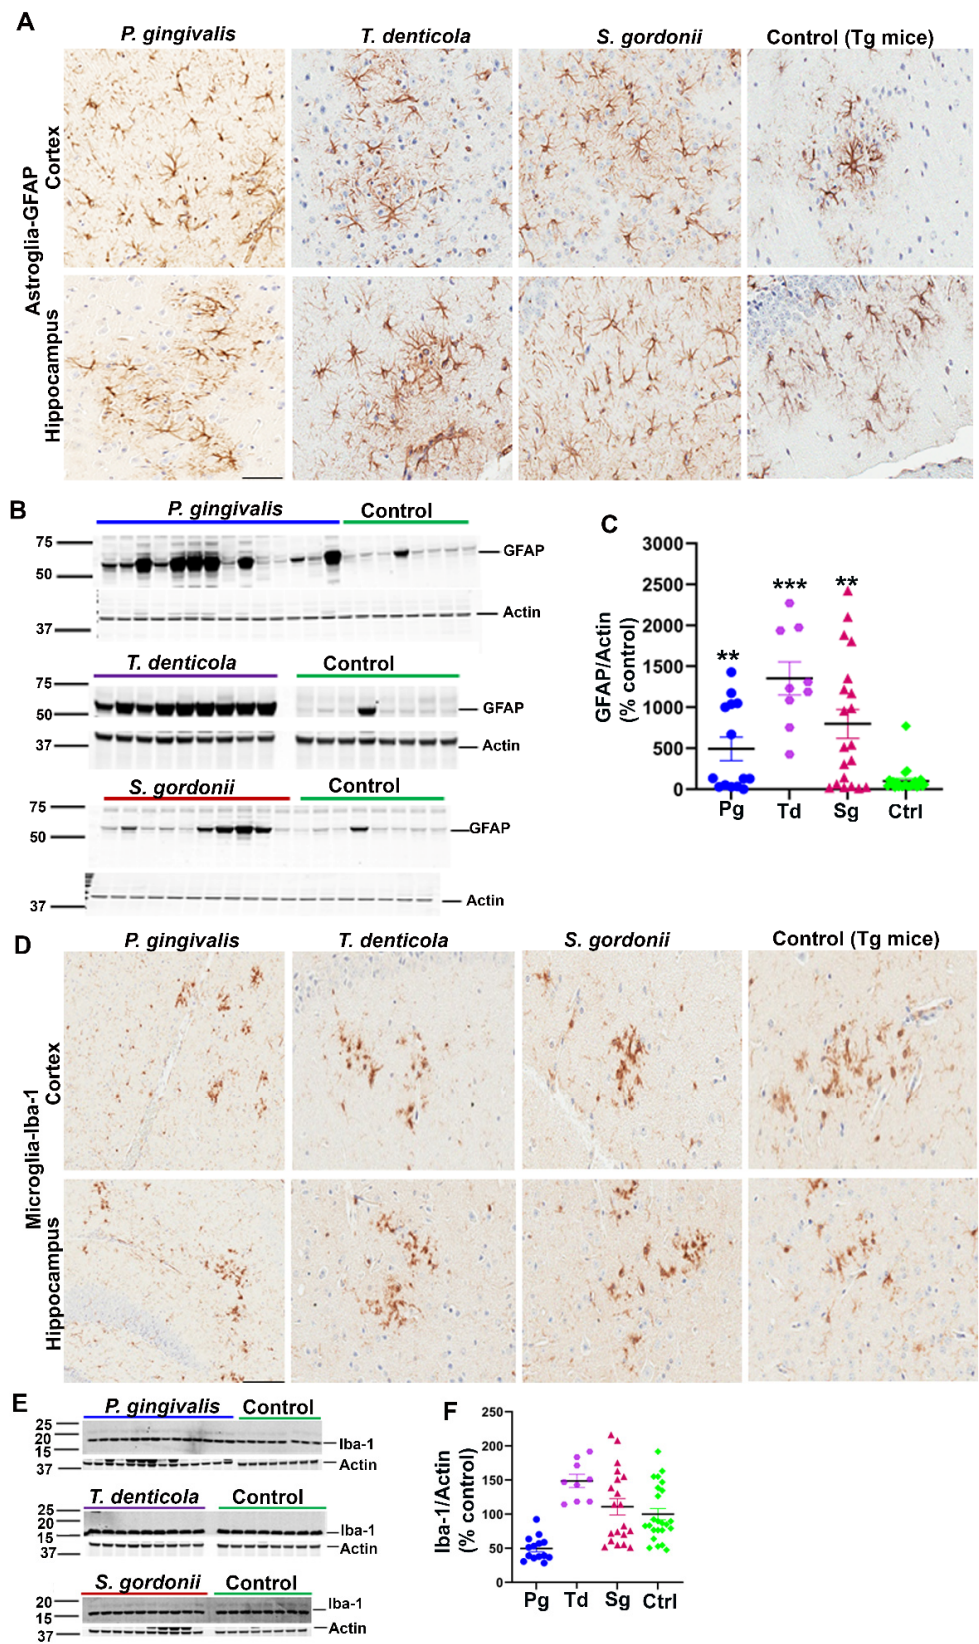 A
P. gingivalis
T. denticola
S. gordonii
Control (Tg mice)
Astroglia-GFAP
Cortex
Hippocampus
B
P. gingivalis
Control
75
50
GFAP
Actin
37
T. denticola
Control
75
50
GFAP
37
Actin
S. gordonii
Control
75
50
GFAP
37
Actin
C
GFAP/Actin
(% control)
3000
2500
2000
1500
1000
500
0
**
***
**
Pg
Td
Sg
Ctrl
D
P. gingivalis
T. denticola
S. gordonii
Control (Tg mice)
Microglia-Iba-1
Cortex
Hippocampus
E
P. gingivalis
Control
25
20
15
Iba-1
37
Actin
T. denticola
Control
25
20
15
Iba-1
37
Actin
S. gordonii
Control
20
15
Iba-1
37
Actin
F
Iba-1/Actin
(% control)
250
200
150
100
50
0
Pg
Td
Sg
Ctrl